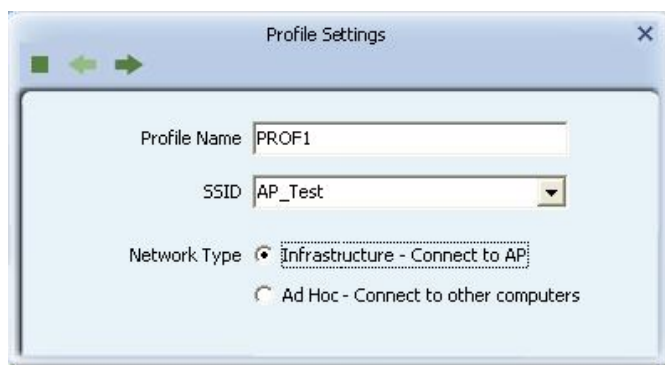 Profile Settings
Profile Name PROF1
SSID AP_Test
Network Type Infrastructure - Connect to AP
Ad Hoc - Connect to other computers